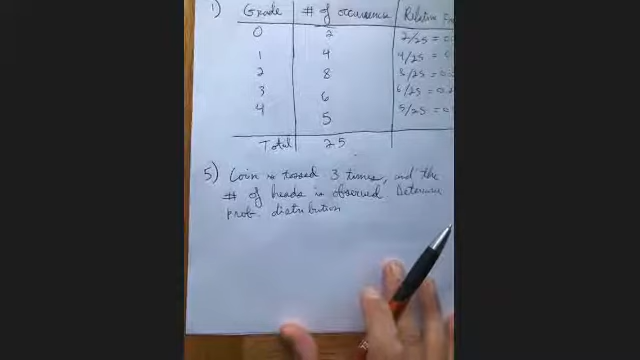 1) Grade # of occurrence Relative
0 2 2/25 =
1 4 4/25 =
2 8 8/25 =
3 6 6/25 =
4 5 5/25 =
Total 25
5) Coin is tossed 3 times, and the
# of heads is observed Determine
prob. distribution